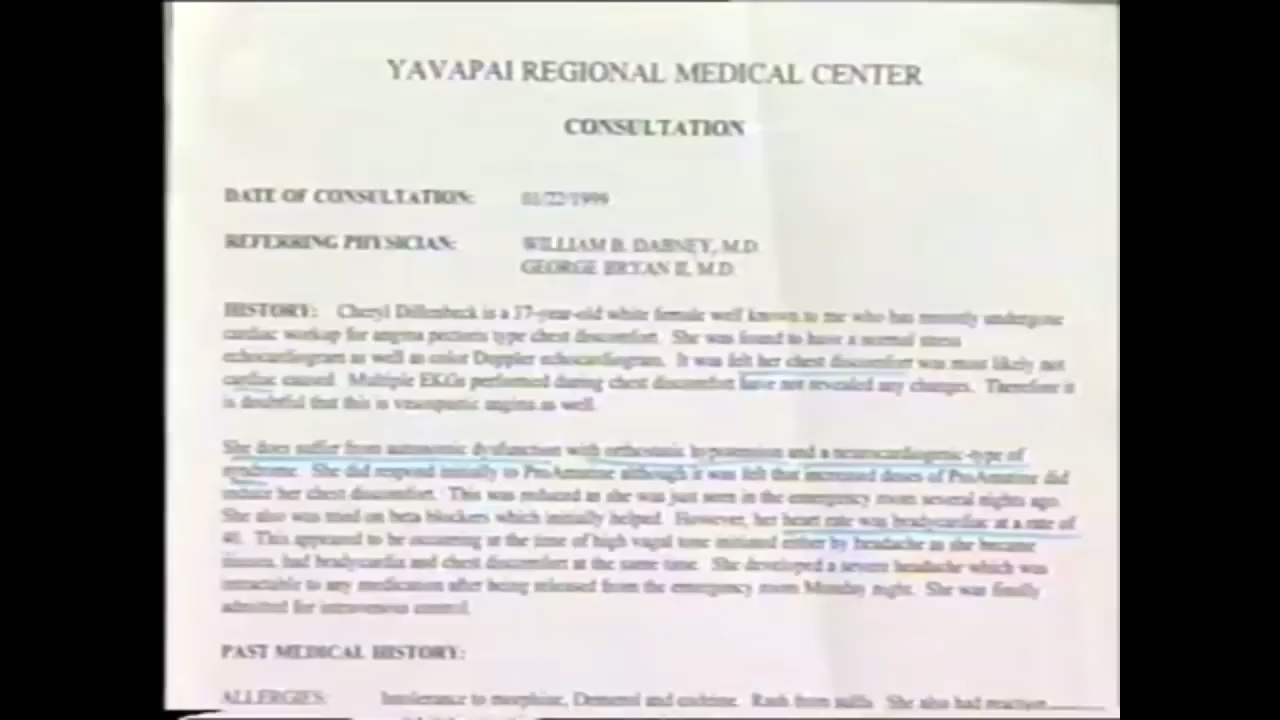 YAVAPAI REGIONAL MEDICAL CENTER
CONSULTATION
DATE OF CONSULTATION: 01/22/1999
REFERRING PHYSICIAN: WILLIAM B. DABNEY, M.D.
GEORGE BRYAN II, M.D.
HISTORY: Cheryl Dillenbeck is a 37-year-old white female well known to me who has recently undergone
cardiac workup for angina pectoris type chest discomfort. She was found to have a normal stress
echocardiogram as well as color Doppler echocardiogram. It was felt her chest discomfort was most likely not
cardiac caused. Multiple EKGs performed during chest discomfort have not revealed any changes. Therefore it
is doubtful that this is vasospastic angina as well.
She does suffer from autonomic dysfunction with orthostatic hypotension and a neurocardiogenic-type of
syndrome. She did respond initially to ProAmatine although it was felt that increased doses of ProAmatine did
induce her chest discomfort. This was reduced as she was just seen in the emergency room several nights ago.
She also was tried on beta blockers which initially helped. However, her heart rate was bradycardiac at a rate of
40. This appeared to be occurring at the time of high vagal tone initiated either by headache as she became
had bradycardia and chest discomfort at the same time. She developed a severe headache which was
intractable to any medication after being released from the emergency room Monday night. She was finally
admitted for intravenous control.
PAST MEDICAL HISTORY:
ALLERGIES: Intolerance to morphine, Demerol and codeine. Rash from sulfa. She also had reaction